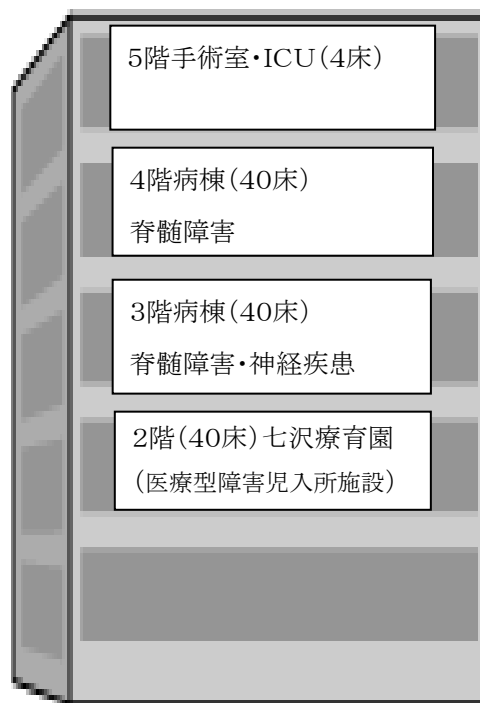 5階手術室・ICU(4床)
4階病棟(40床)
脊髄障害
3階病棟(40床)
脊髄障害・神経疾患
2階(40床)七沢療育園
(医療型障害児入所施設)